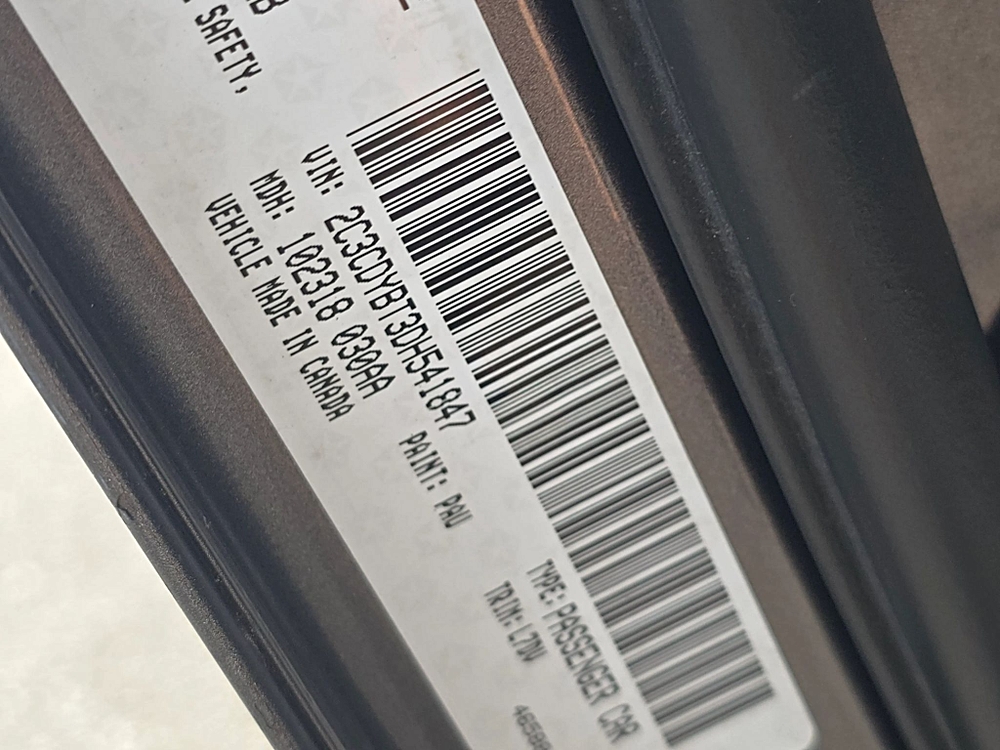 SAFETY,
VIN: 2C3CDYBT3DH541847 TYPE: PASSENGER CAR
MDH: 102318 030AA PAINT: PAU TRIM: L7DV
VEHICLE MADE IN CANADA